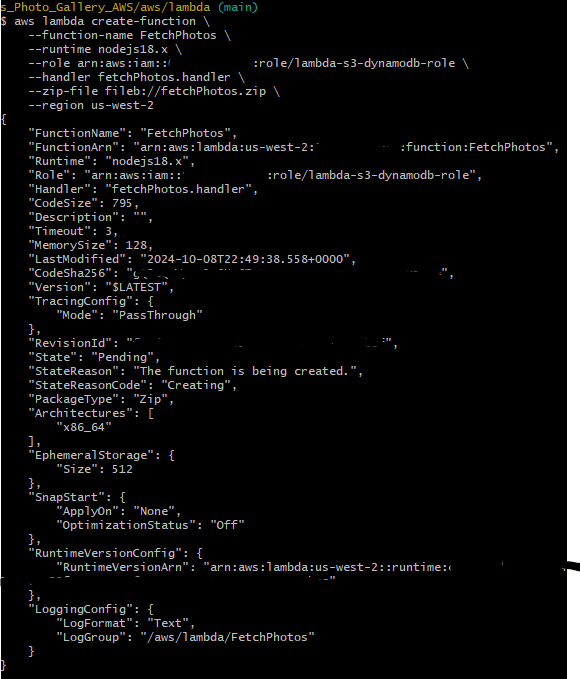 s_Photo_Gallery_AWS/aws/lambda (main)
$ aws lambda create-function \
    --function-name FetchPhotos \
    --runtime nodejs18.x \
    --role arn:aws:iam:: :role/lambda-s3-dynamodb-role \
    --handler fetchPhotos.handler \
    --zip-file fileb://fetchPhotos.zip \
    --region us-west-2
{
    "FunctionName": "FetchPhotos",
    "FunctionArn": "arn:aws:lambda:us-west-2: :function:FetchPhotos",
    "Runtime": "nodejs18.x",
    "Role": "arn:aws:iam:: :role/lambda-s3-dynamodb-role",
    "Handler": "fetchPhotos.handler",
    "CodeSize": 795,
    "Description": "",
    "Timeout": 3,
    "MemorySize": 128,
    "LastModified": "2024-10-08T22:49:38.558+0000",
    "CodeSha256": " ",
    "Version": "$LATEST",
    "TracingConfig": {
        "Mode": "PassThrough"
    },
    "RevisionId": " ",
    "State": "Pending",
    "StateReason": "The function is being created.",
    "StateReasonCode": "Creating",
    "PackageType": "Zip",
    "Architectures": [
        "x86_64"
    ],
    "EphemeralStorage": {
        "Size": 512
    },
    "SnapStart": {
        "ApplyOn": "None",
        "OptimizationStatus": "Off"
    },
    "RuntimeVersionConfig": {
        "RuntimeVersionArn": "arn:aws:lambda:us-west-2::runtime:
"
    },
    "LoggingConfig": {
        "LogFormat": "Text",
        "LogGroup": "/aws/lambda/FetchPhotos"
    }
}